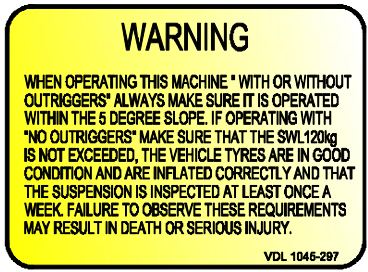 WARNING
WHEN OPERATING THIS MACHINE " WITH OR WITHOUT
OUTRIGGERS" ALWAYS MAKE SURE IT IS OPERATED
WITHIN THE 5 DEGREE SLOPE. IF OPERATING WITH
"NO OUTRIGGERS" MAKE SURE THAT THE SWL120kg
IS NOT EXCEEDED, THE VEHICLE TYRES ARE IN GOOD
CONDITION AND ARE INFLATED CORRECTLY AND THAT
THE SUSPENSION IS INSPECTED AT LEAST ONCE A
WEEK. FAILURE TO OBSERVE THESE REQUIREMENTS
MAY RESULT IN DEATH OR SERIOUS INJURY.
VDL 1045-297